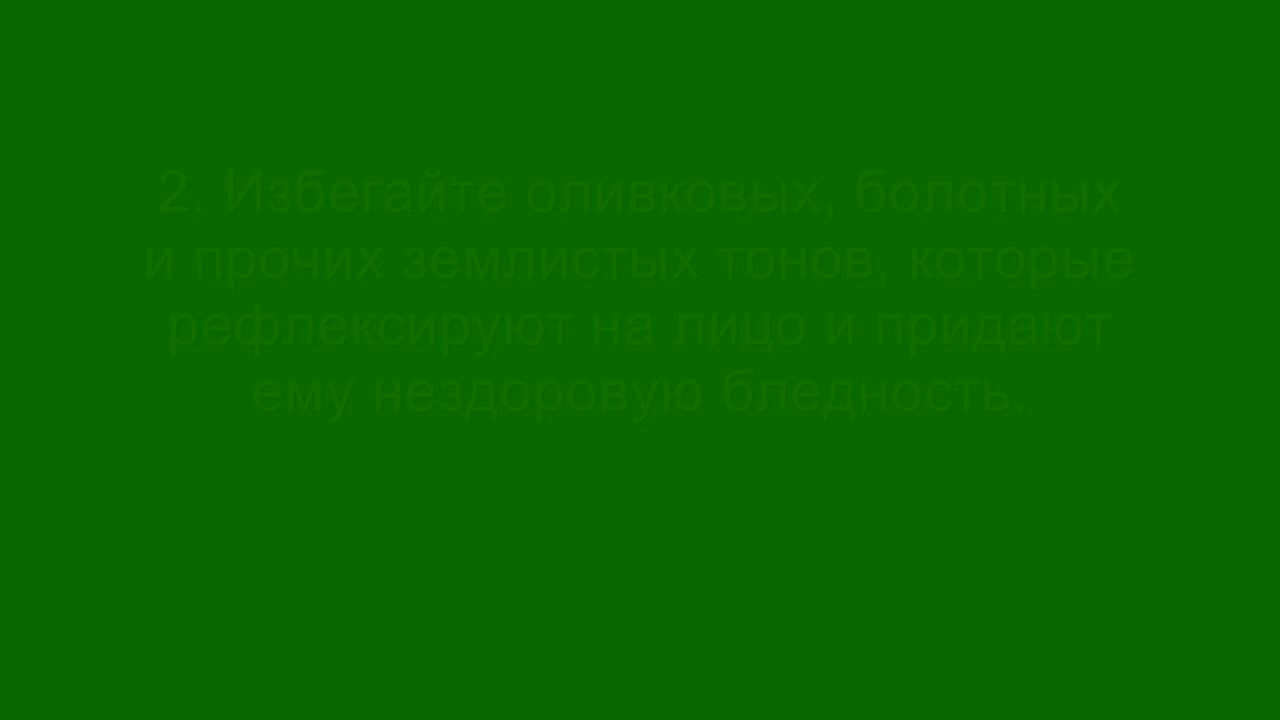 2. Избегайте оливковых, болотных
и прочих землистых тонов, которые
рефлексируют на лицо и придают
ему нездоровую бледность.